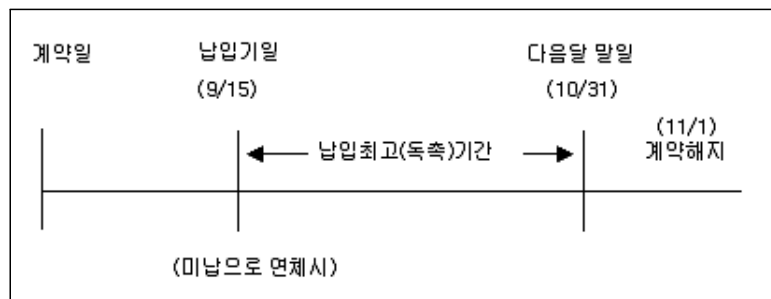 계약일
납입기일
(9/15)
다음달 말일
(10/31)
(11/1)
계약해지
납입최고(독촉)기간
(미납으로 연체시)